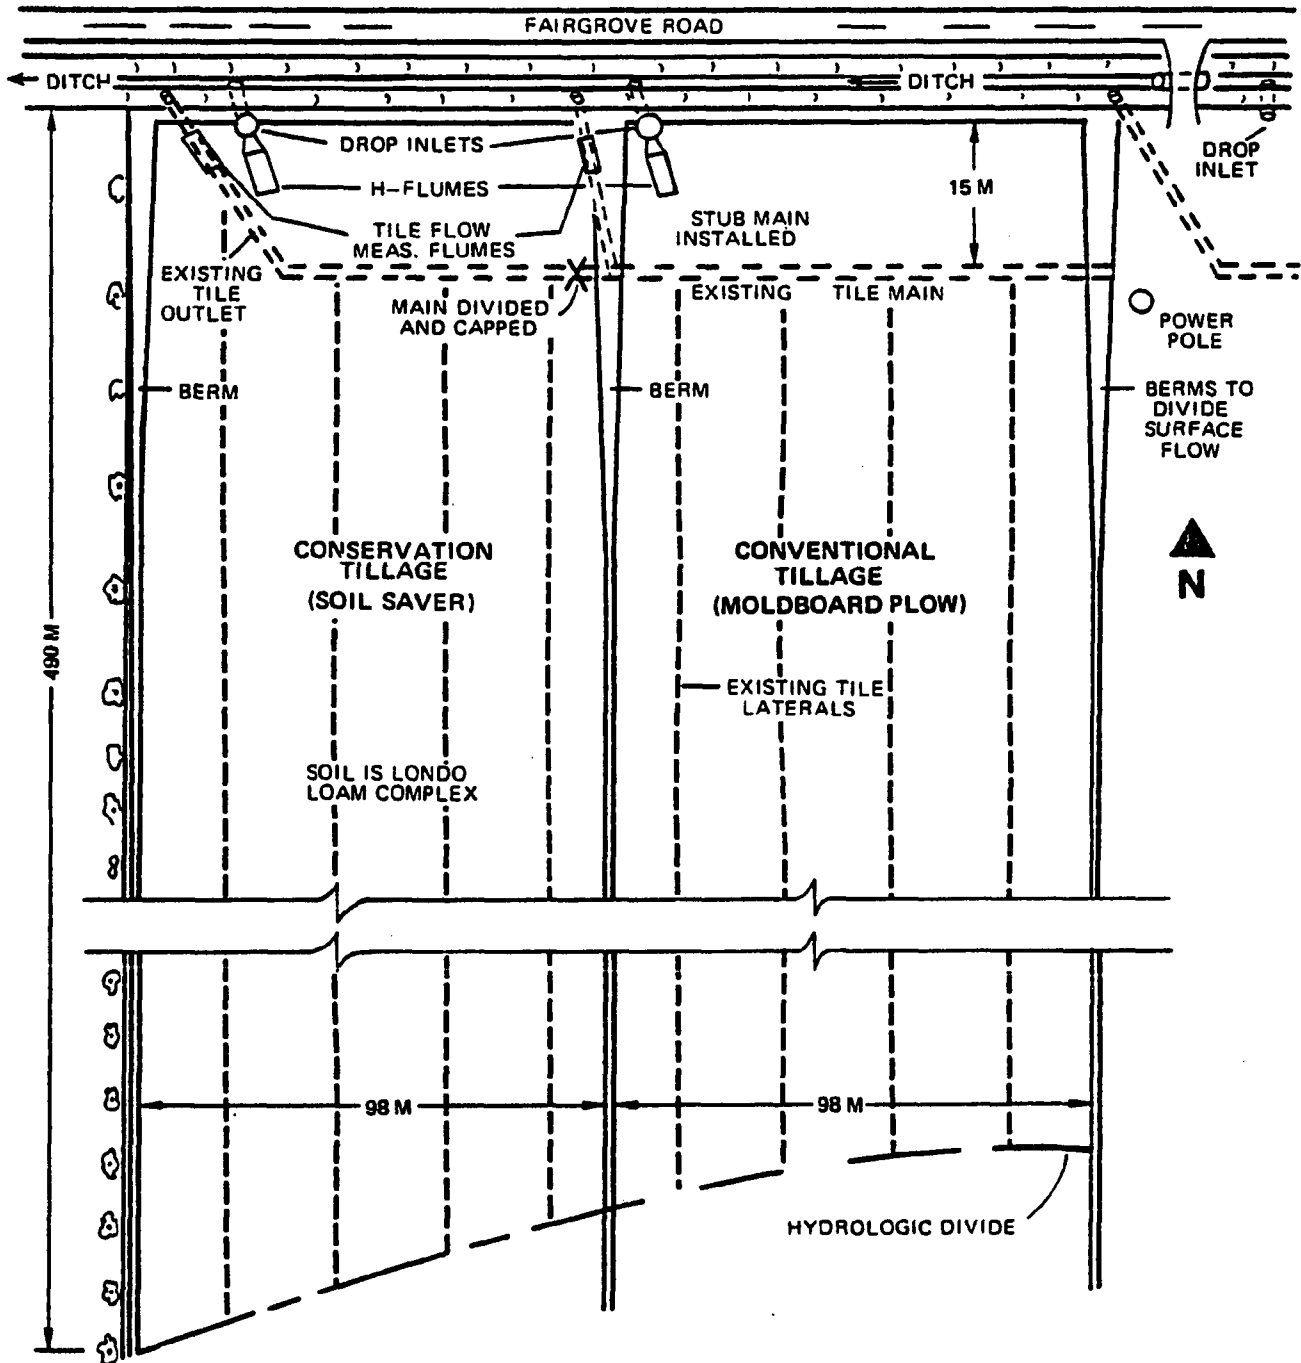 FAIRGROVE ROAD
DITCH
DITCH
DROP INLETS
DROP
INLET
H-FLUMES
15 M
TILE FLOW
MEAS. FLUMES
STUB MAIN
INSTALLED
EXISTING
TILE
OUTLET
MAIN DIVIDED
AND CAPPED
EXISTING TILE MAIN
POWER
POLE
BERM
BERM
BERMS TO
DIVIDE
SURFACE
FLOW
CONSERVATION
TILLAGE
(SOIL SAVER)
CONVENTIONAL
TILLAGE
(MOLDBOARD PLOW)
N
490 M
EXISTING TILE
LATERALS
SOIL IS LONDO
LOAM COMPLEX
98 M
98 M
HYDROLOGIC DIVIDE